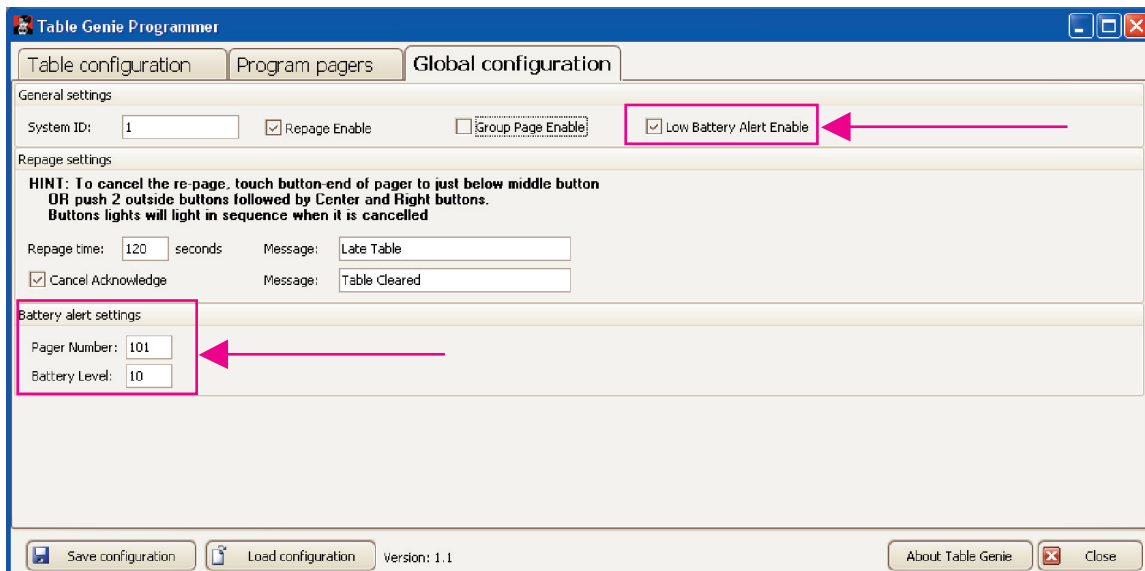 Table Genie Programmer
Table configuration Program pagers Global configuration
General settings
System ID: 1 Repage Enable Group Page Enable Low Battery Alert Enable
Repage settings
HINT: To cancel the re-page, touch button-end of pager to just below middle button
OR push 2 outside buttons followed by Center and Right buttons.
Buttons lights will light in sequence when it is cancelled
Repage time: 120 seconds Message: Late Table
Cancel Acknowledge Message: Table Cleared
Battery alert settings
Pager Number: 101
Battery Level: 10
Save configuration Load configuration Version: 1.1 About Table Genie Close